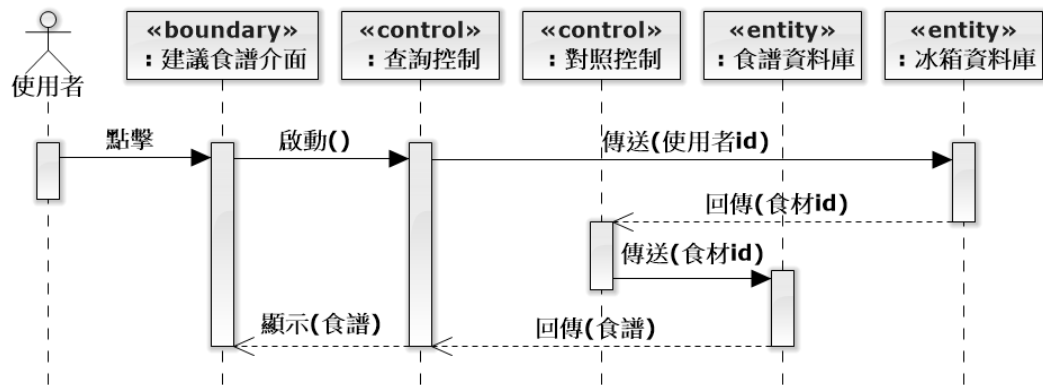 使用者
«boundary»
: 建議食譜介面
«control»
: 查詢控制
«control»
: 對照控制
«entity»
: 食譜資料庫
«entity»
: 冰箱資料庫
點擊
啟動()
傳送(使用者id)
回傳(食材id)
傳送(食材id)
顯示(食譜)
回傳(食譜)